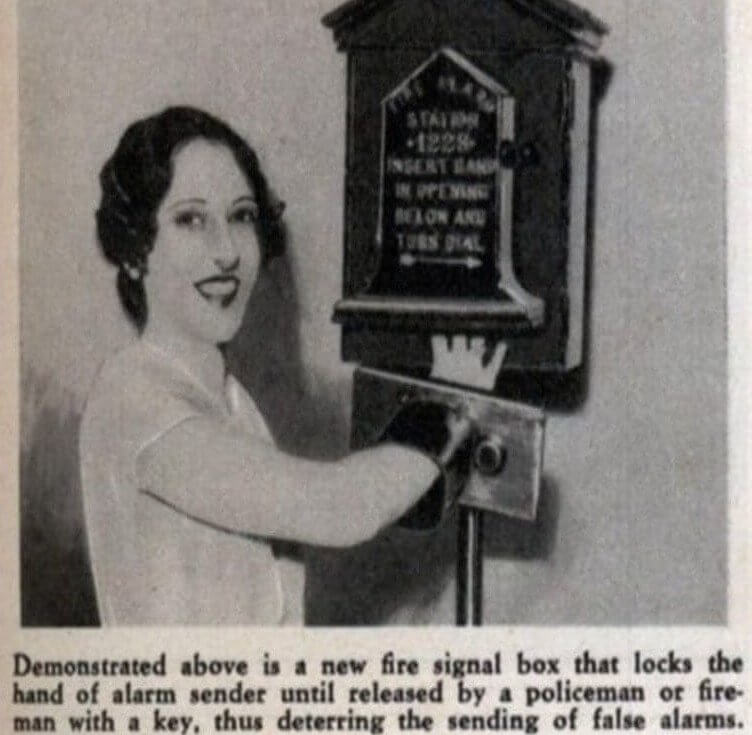 FIRE ALARM
STATION
1228
INSERT HAND
IN OPENING
BELOW AND
TURN DIAL
Demonstrated above is a new fire signal box that locks the
hand of alarm sender until released by a policeman or fire-
man with a key, thus deterring the sending of false alarms.